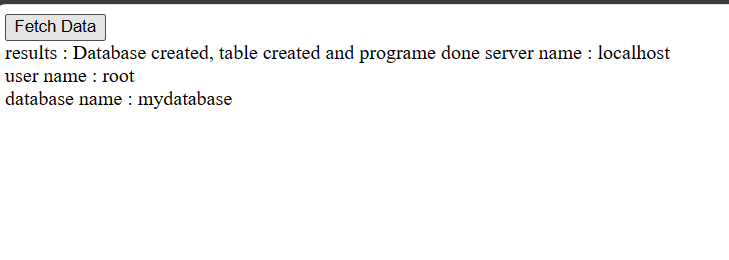 Fetch Data
results : Database created, table created and programe done server name : localhost
user name : root
database name : mydatabase